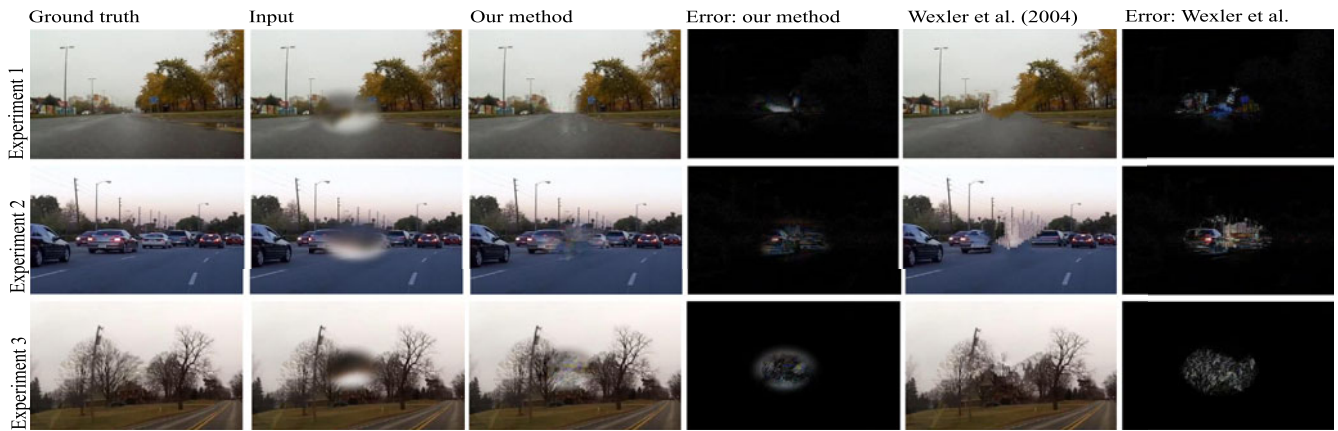 Ground truth Input Our method Error: our method Wexler et al. (2004) Error: Wexler et al.
Experiment 1
Experiment 2
Experiment 3